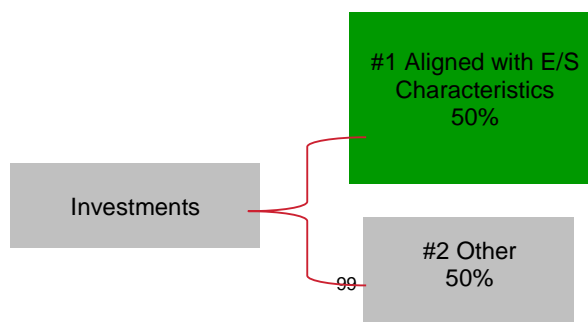 #1 Aligned with E/S
Characteristics
50%
Investments
#2 Other
50%
99